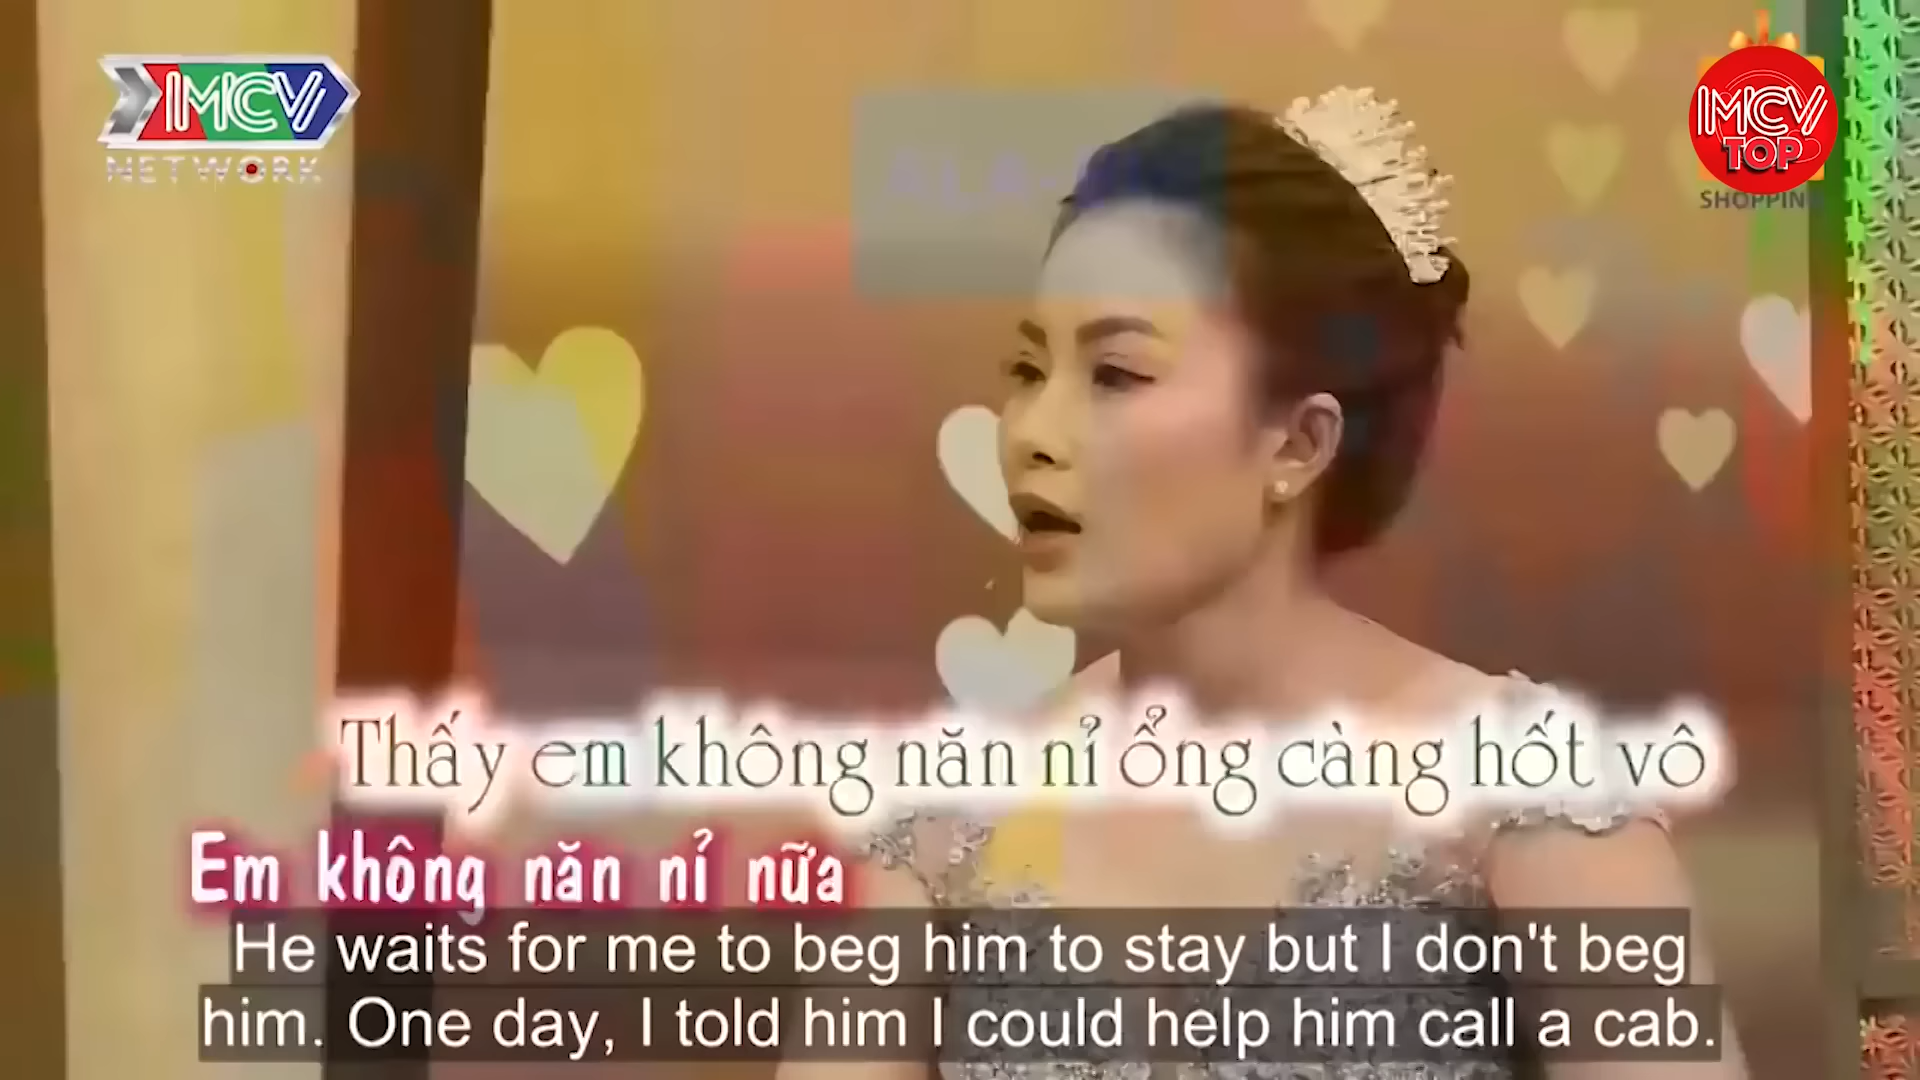 MCV
NETWORK
MCV
TOP
SHOPPING
Thấy em không năn nỉ ổng càng hốt vô
Em không năn nỉ nữa
He waits for me to beg him to stay but I don't beg
him. One day, I told him I could help him call a cab.